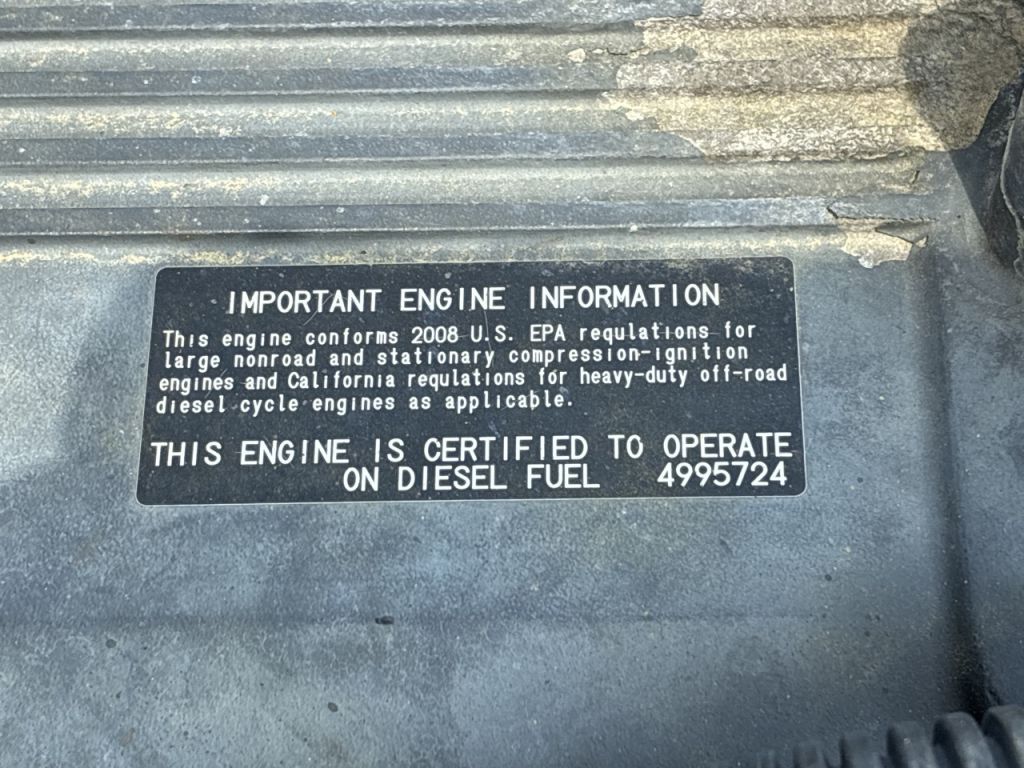 IMPORTANT ENGINE INFORMATION
This engine conforms 2008 U.S. EPA regulations for
large nonroad and stationary compression-ignition
engines and California regulations for heavy-duty off-road
diesel cycle engines as applicable.
THIS ENGINE IS CERTIFIED TO OPERATE
ON DIESEL FUEL 4995724